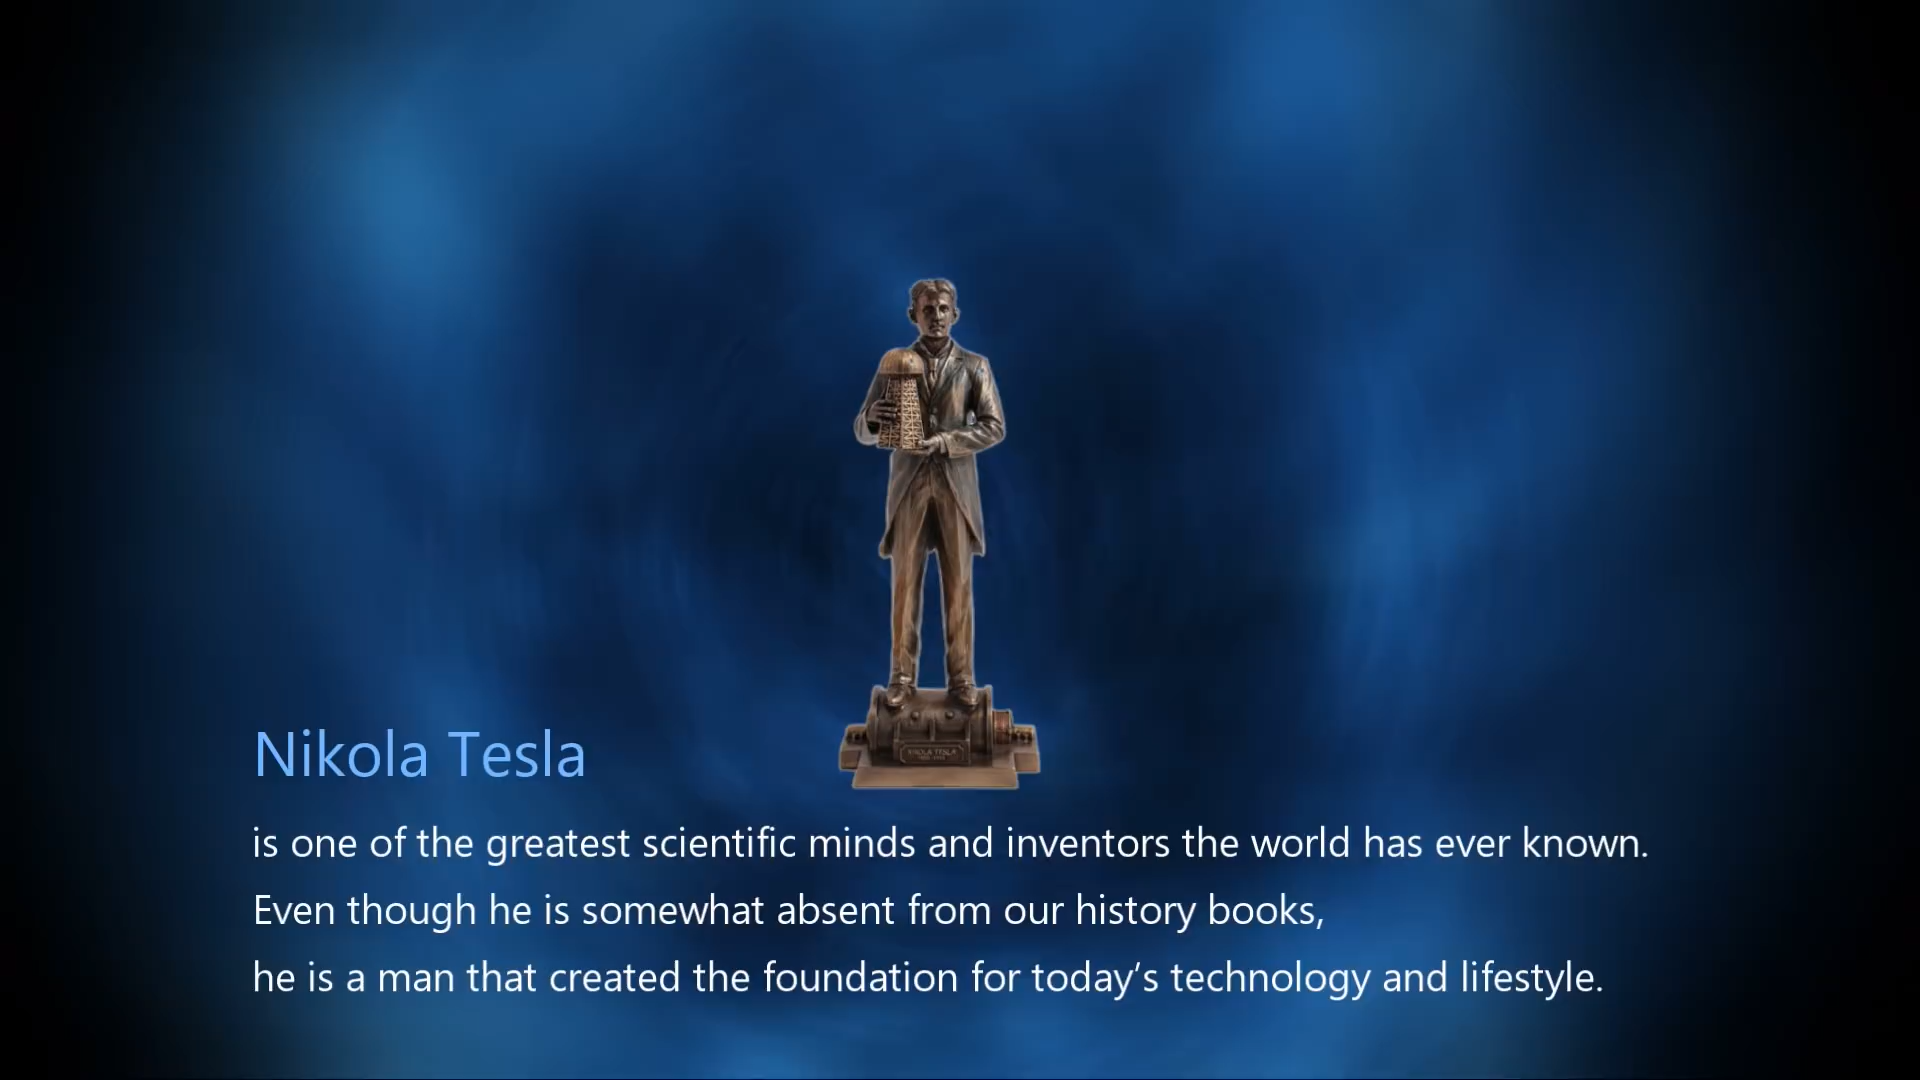 NIKOLA TESLA
Nikola Tesla
is one of the greatest scientific minds and inventors the world has ever known.
Even though he is somewhat absent from our history books,
he is a man that created the foundation for today's technology and lifestyle.